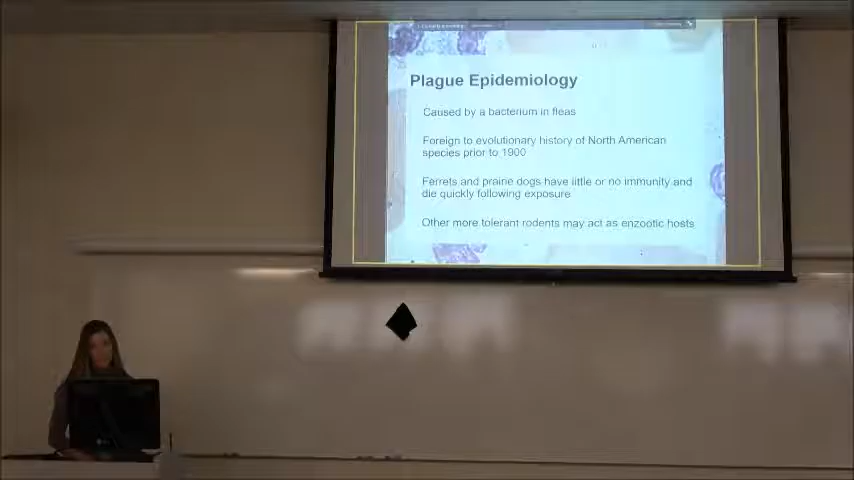 Plague Epidemiology
Caused by a bacterium in fleas
Foreign to evolutionary history of North American
species prior to 1900
Ferrets and prairie dogs have little or no immunity and
die quickly following exposure
Other more tolerant rodents may act as enzootic hosts